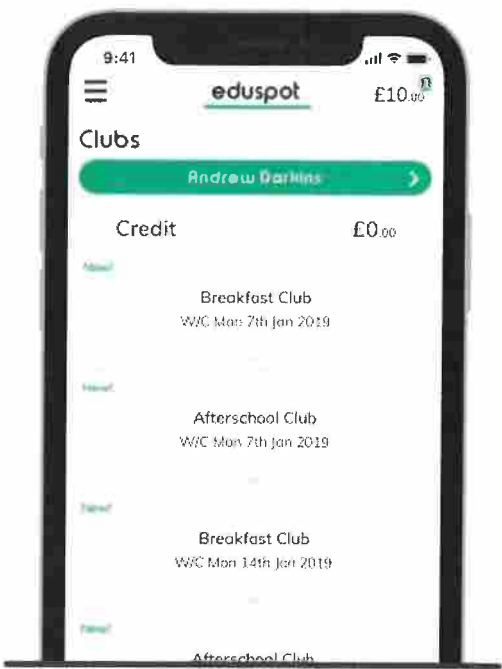 9:41
eduspot
£10.00
Clubs
Andrew Darkins
Credit £0.00
New!
Breakfast Club
W/C Mon 7th Jan 2019
New!
Afterschool Club
W/C Mon 7th Jan 2019
New!
Breakfast Club
W/C Mon 14th Jan 2019
New!
Afterschool Club